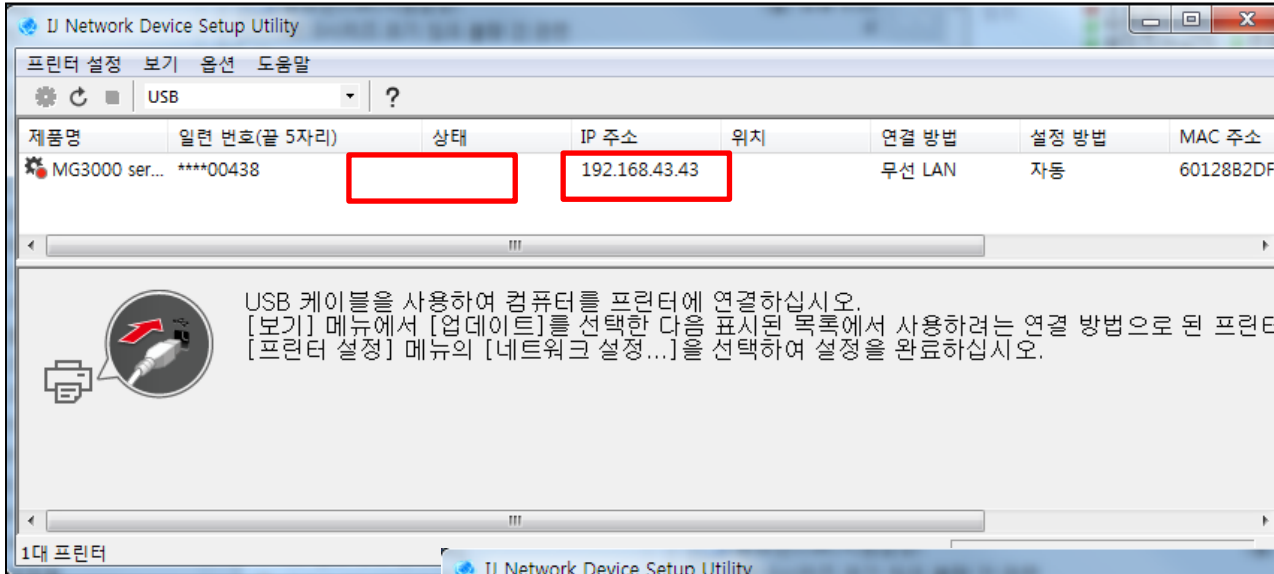 IJ Network Device Setup Utility
프린터 설정 보기 옵션 도움말
USB ?
제품명 일련 번호(끝 5자리) 상태 IP 주소 위치 연결 방법 설정 방법 MAC 주소
MG3000 ser... ****00438 192.168.43.43 무선 LAN 자동 60128B2DF
USB 케이블을 사용하여 컴퓨터를 프린터에 연결하십시오.
[보기] 메뉴에서 [업데이트]를 선택한 다음 표시된 목록에서 사용하려는 연결 방법으로 된 프린터
[프린터 설정] 메뉴의 [네트워크 설정...]을 선택하여 설정을 완료하십시오.
1대 프린터
IJ Network Device Setup Utility